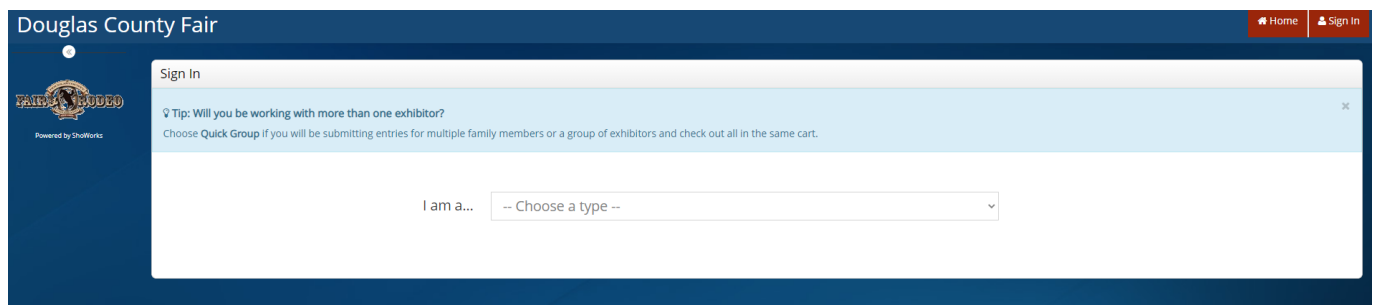 Douglas County Fair
Home
Sign In
FAIR & RODEO
Powered by ShoWorks
Sign In
Tip: Will you be working with more than one exhibitor?
×
Choose Quick Group if you will be submitting entries for multiple family members or a group of exhibitors and check out all in the same cart.
I am a...
-- Choose a type --